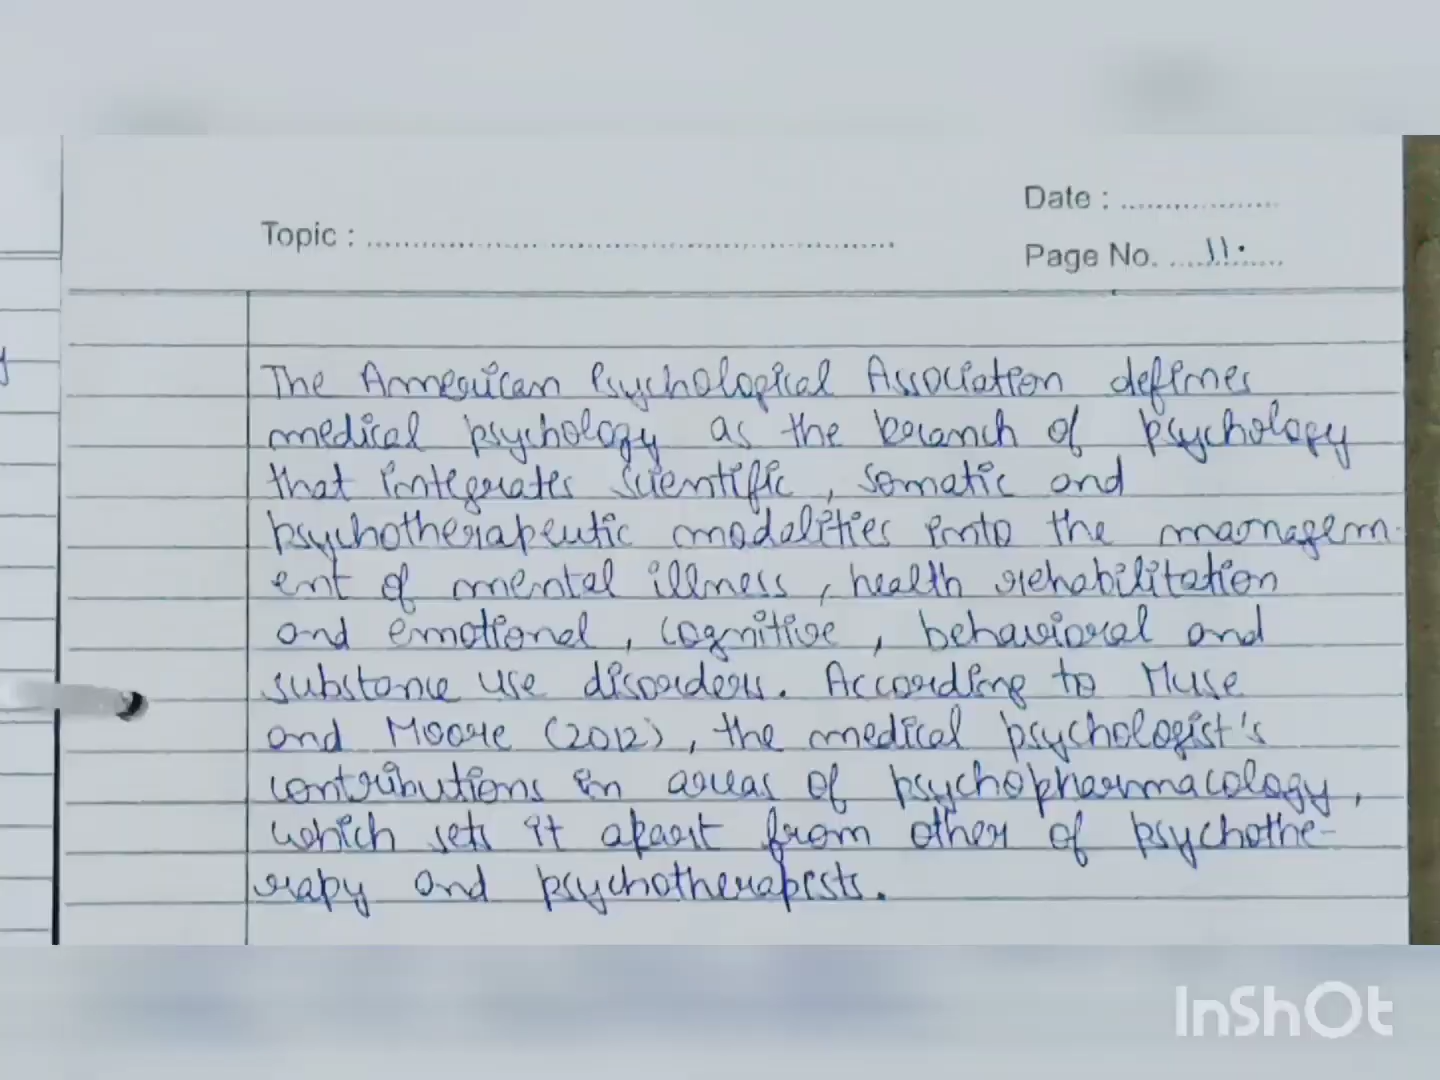 Date : ..................
Topic : ............................................................
Page No. ....11.....
The American Psychological Association defines
medical psychology as the branch of psychology
that integrates scientific, somatic and
psychotherapeutic modalities into the managem-
ent of mental illness, health rehabilitation
and emotional, cognitive, behavioral and
substance use disorders. According to Muse
and Moore (2012), the medical psychologist's
contributions in areas of psychopharmacology,
which sets it apart from other of psychothe-
rapy and psychotherapists.
InShOt